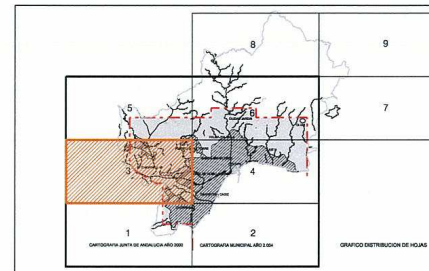 8 9
5 6 7
3 4
1 2
CARTOGRAFIA JUNTA DE ANDALUCIA AÑO 2000 CARTOGRAFIA MUNICIPAL AÑO 2.004 GRAFICO DISTRIBUCION DE HOJAS